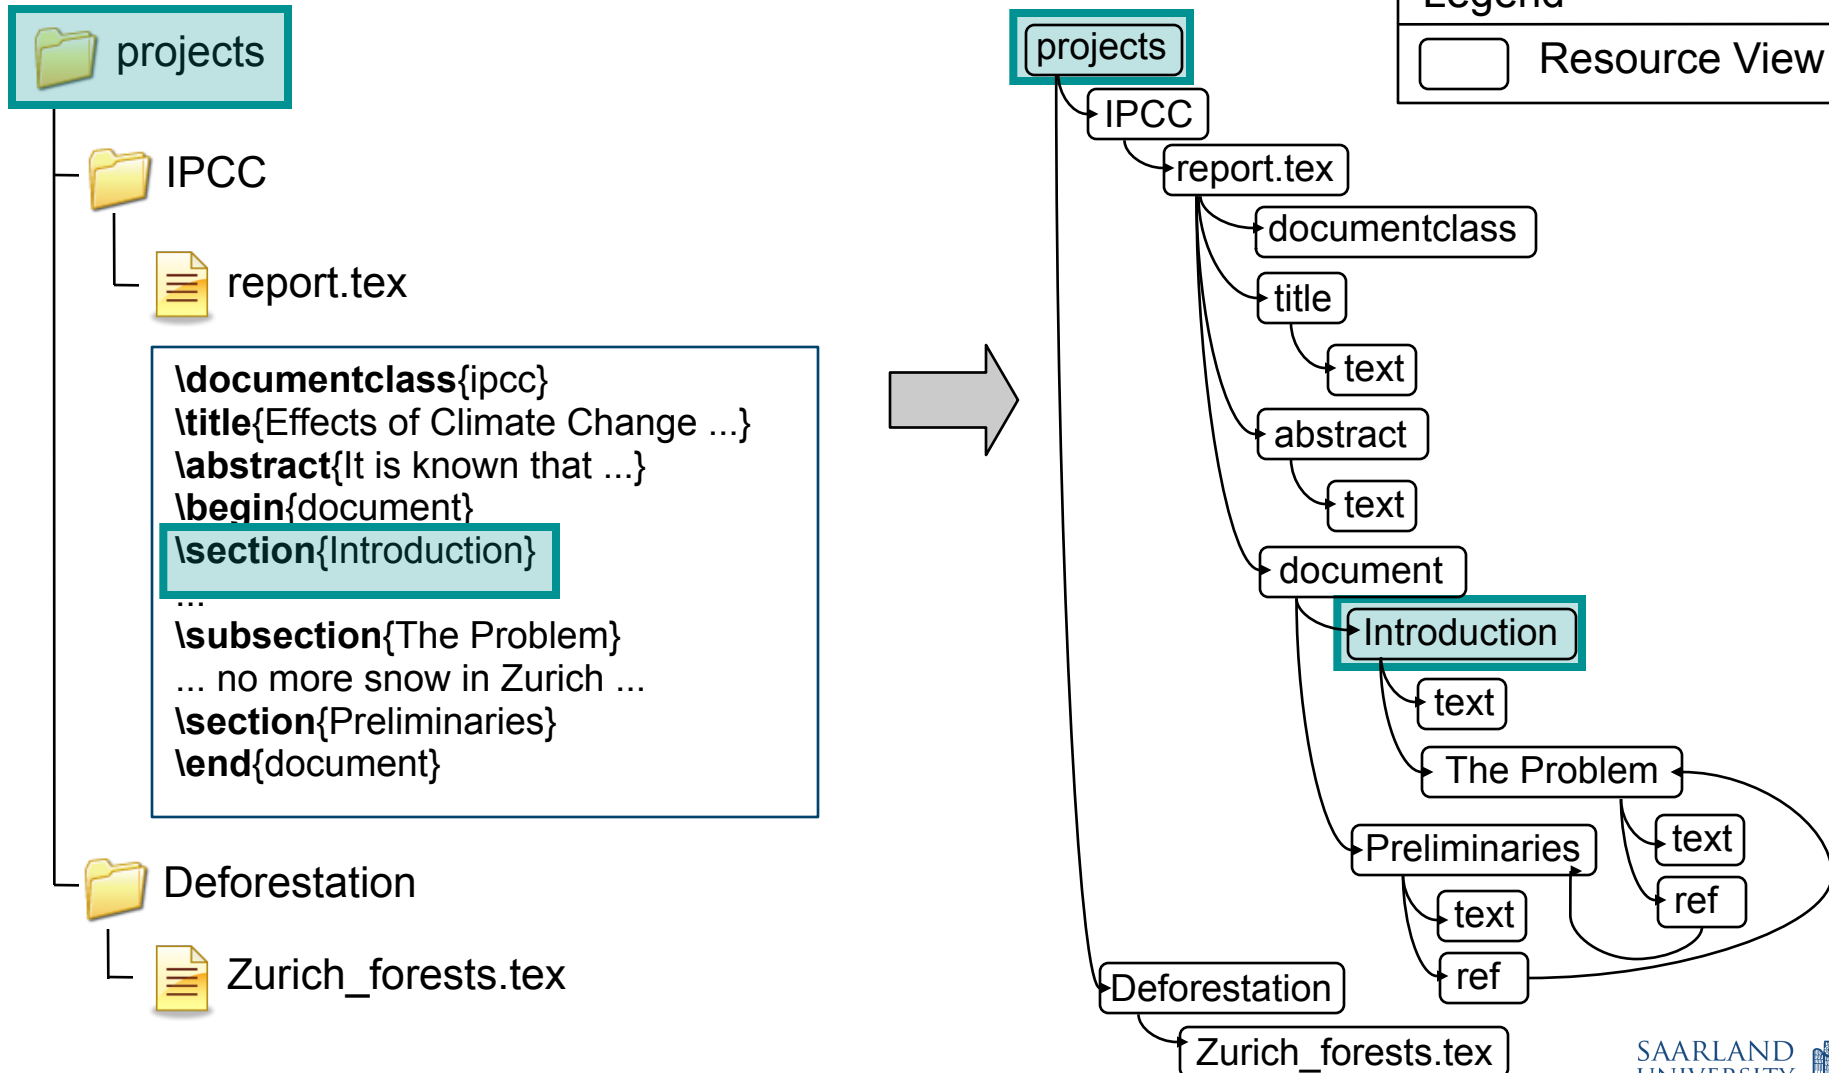 projects
IPCC
report.tex
\documentclass{ipcc}
\title{Effects of Climate Change ...}
\abstract{It is known that ...}
\begin{document}
\section{Introduction}
...
\subsection{The Problem}
... no more snow in Zurich ...
\section{Preliminaries}
\end{document}
Deforestation
Zurich_forests.tex
Legend
Resource View
projects
IPCC
report.tex
documentclass
title
text
abstract
text
document
Introduction
text
The Problem
text
ref
Preliminaries
text
ref
Deforestation
Zurich_forests.tex
SAARLAND
UNIVERSITY